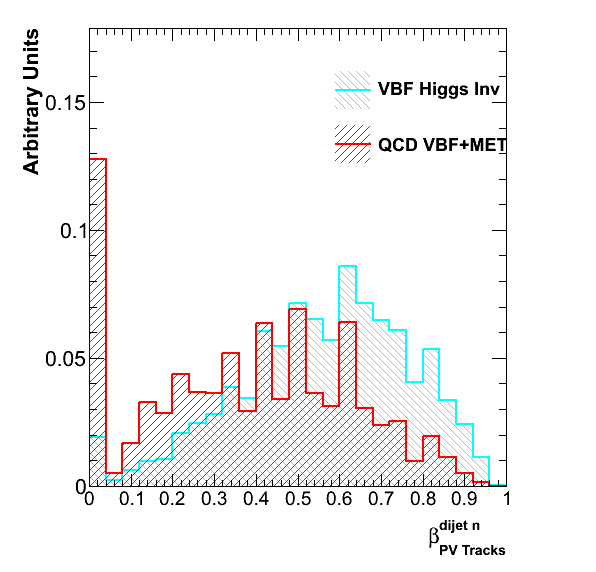 Arbitrary Units
0.15
0.1
0.05
0
VBF Higgs Inv
QCD VBF+MET
0 0.1 0.2 0.3 0.4 0.5 0.6 0.7 0.8 0.9 1
β dijet n PV Tracks